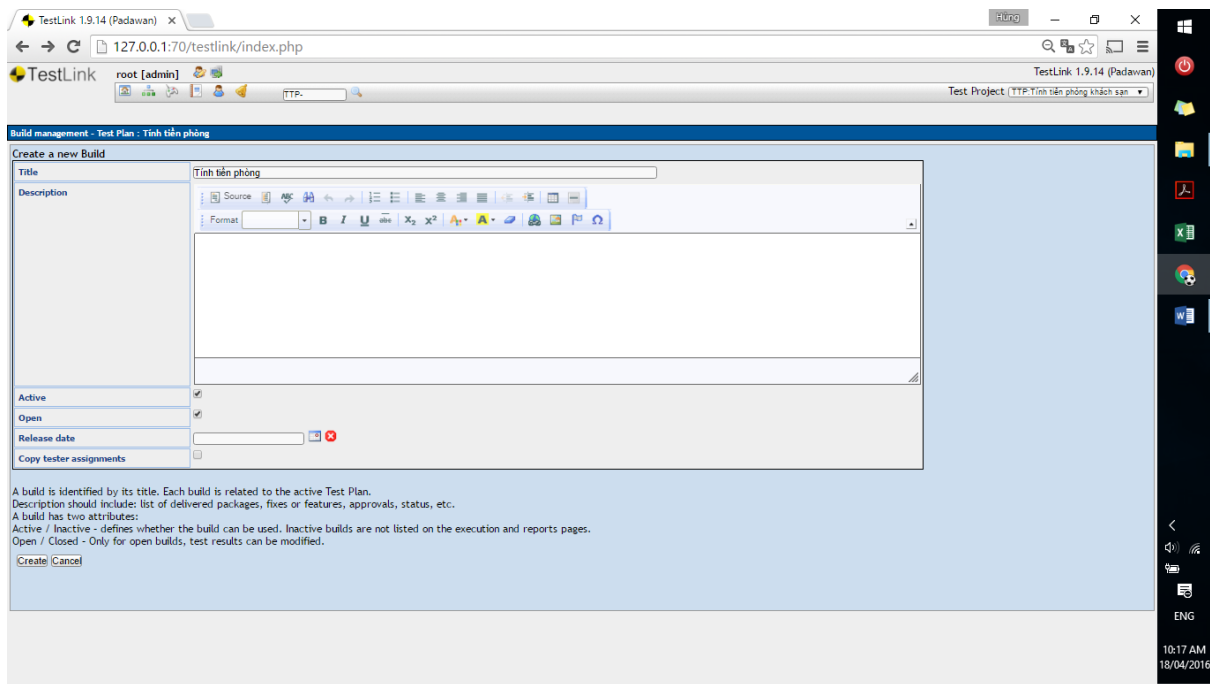 TestLink 1.9.14 (Padawan)
Hùng
127.0.0.1:70/testlink/index.php
TestLink root [admin] TestLink 1.9.14 (Padawan)
TTP- Test Project TTP:Tính tiền phòng khách sạn
Build management - Test Plan : Tính tiền phòng
Create a new Build
Title Tính tiền phòng
Description
Source
Format
B I U abc X₂ X² A A Ω
Active
Open
Release date
Copy tester assignments
A build is identified by its title. Each build is related to the active Test Plan.
Description should include: list of delivered packages, fixes or features, approvals, status, etc.
A build has two attributes:
Active / Inactive - defines whether the build can be used. Inactive builds are not listed on the execution and reports pages.
Open / Closed - Only for open builds, test results can be modified.
Create Cancel
ENG
10:17 AM
18/04/2016